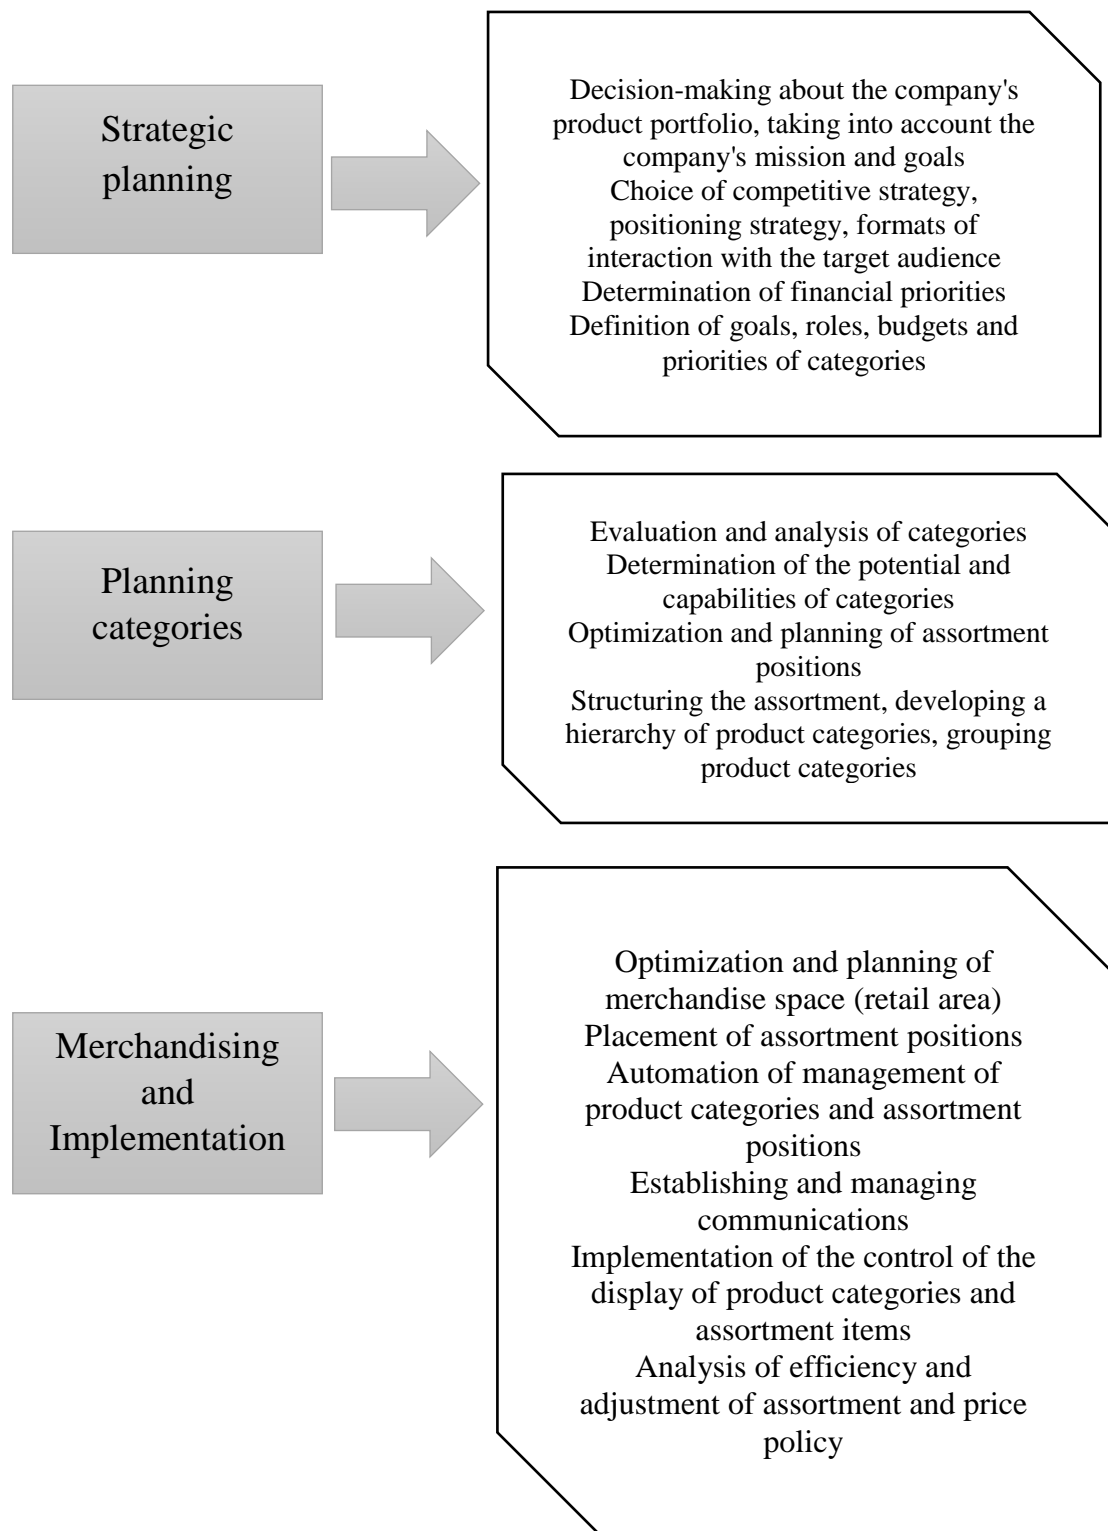 Strategic
planning
Decision-making about the company's
product portfolio, taking into account the
company's mission and goals
Choice of competitive strategy,
positioning strategy, formats of
interaction with the target audience
Determination of financial priorities
Definition of goals, roles, budgets and
priorities of categories
Planning
categories
Evaluation and analysis of categories
Determination of the potential and
capabilities of categories
Optimization and planning of assortment
positions
Structuring the assortment, developing a
hierarchy of product categories, grouping
product categories
Merchandising
and
Implementation
Optimization and planning of
merchandise space (retail area)
Placement of assortment positions
Automation of management of
product categories and assortment
positions
Establishing and managing
communications
Implementation of the control of the
display of product categories and
assortment items
Analysis of efficiency and
adjustment of assortment and price
policy